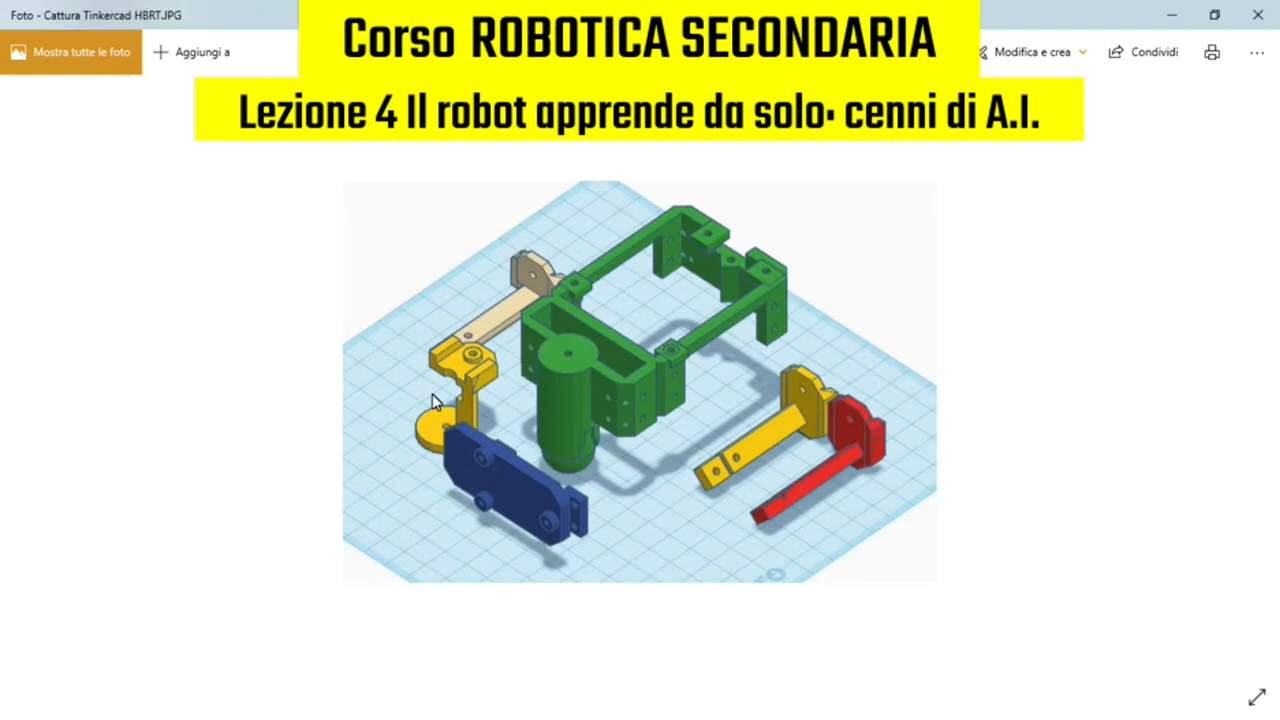 Foto - Cattura Tinkercad HBRT.JPG
Corso ROBOTICA SECONDARIA
Mostra tutte le foto
Aggiungi a
Modifica e crea
Condividi
Lezione 4 Il robot apprende da solo: cenni di A.I.